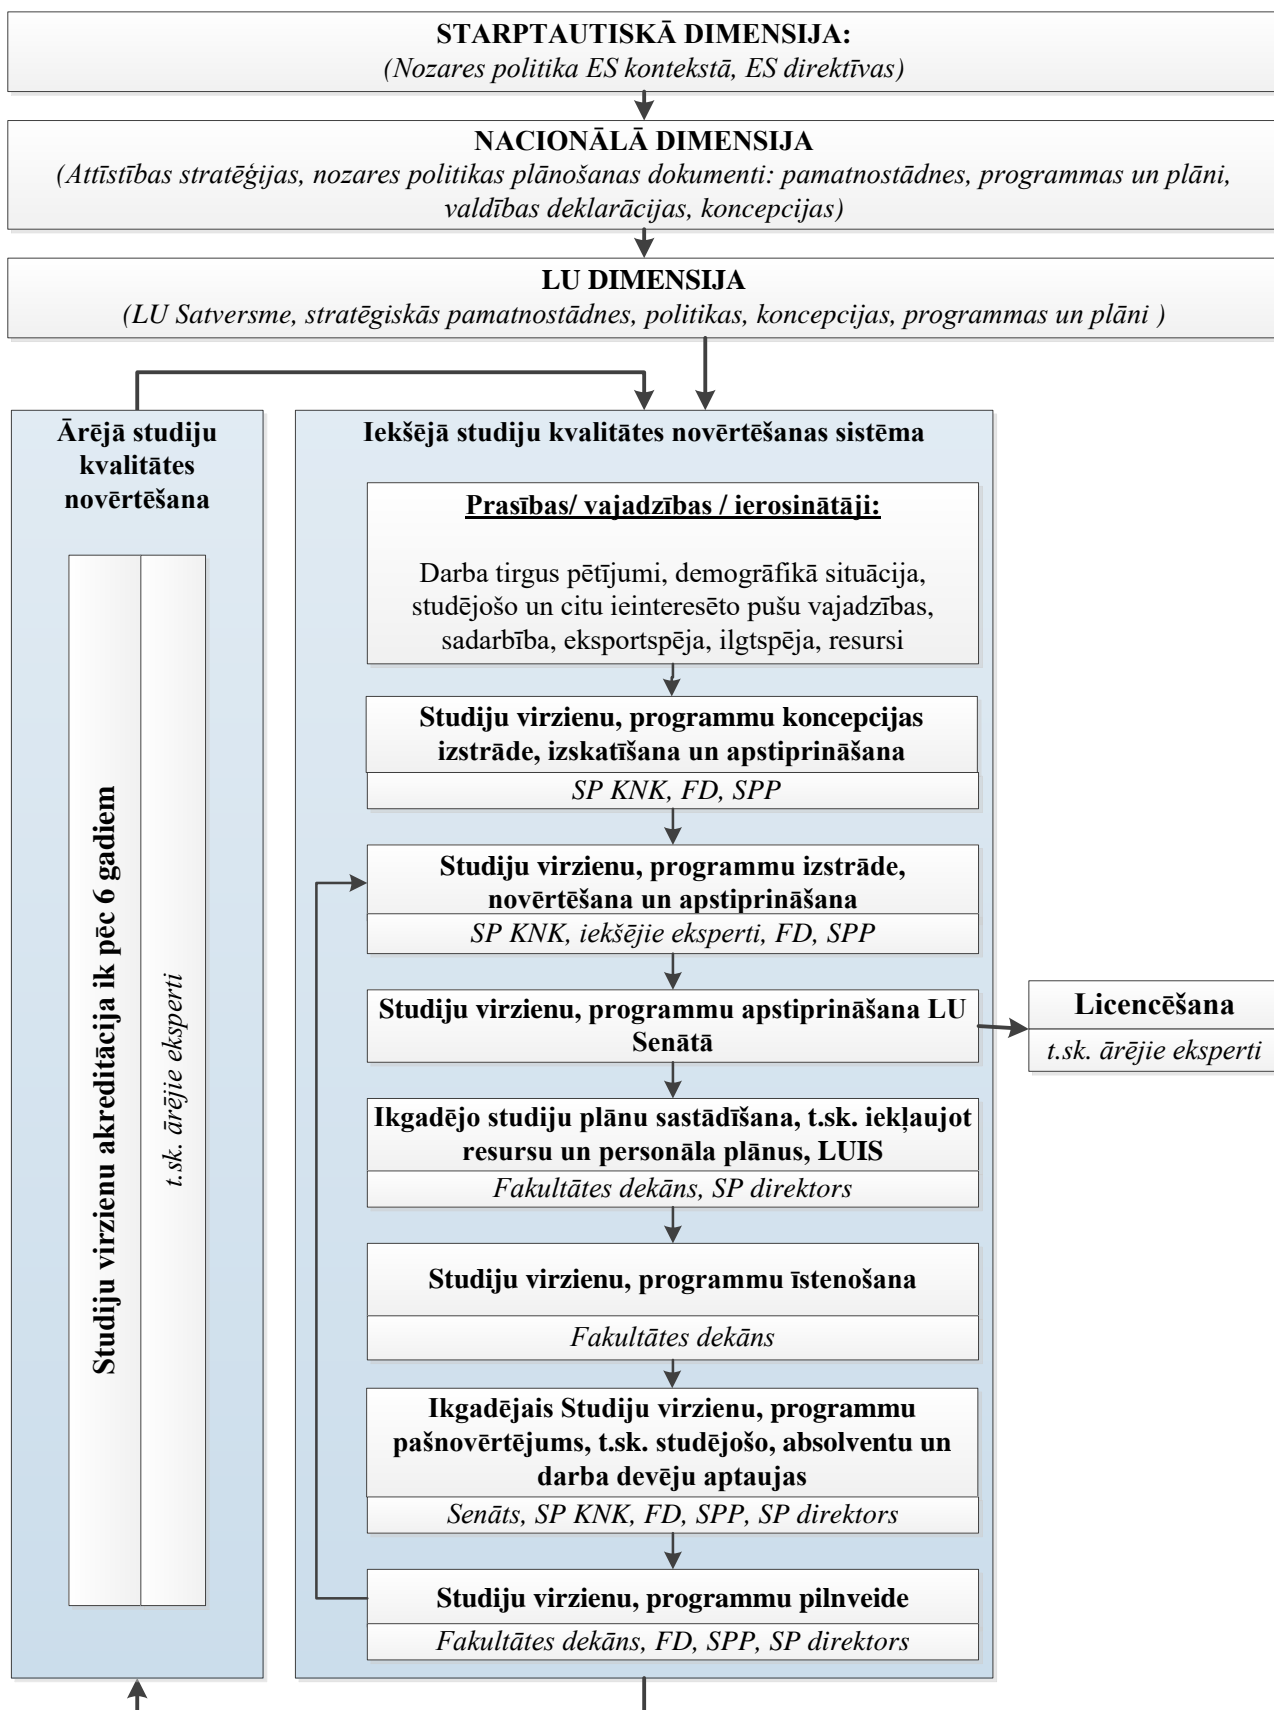 STARPTAUTISKĀ DIMENSIJA:
(Nozares politika ES kontekstā, ES direktīvas)
NACIONĀLĀ DIMENSIJA
(Attīstības stratēģijas, nozares politikas plānošanas dokumenti: pamatnostādnes, programmas un plāni,
valdības deklarācijas, koncepcijas)
LU DIMENSIJA
(LU Satversme, stratēģiskās pamatnostādnes, politikas, koncepcijas, programmas un plāni )
Ārējā studiju
kvalitātes
novērtēšana
Studiju virzienu akreditācija ik pēc 6 gadiem
t.sk. ārējie eksperti
Iekšējā studiju kvalitātes novērtēšanas sistēma
Prasības/ vajadzības / ierosinātāji:
Darba tirgus pētījumi, demogrāfikā situācija,
studējošo un citu ieinteresēto pušu vajadzības,
sadarbība, eksportspēja, ilgtspēja, resursi
Studiju virzienu, programmu koncepcijas
izstrāde, izskatīšana un apstiprināšana
SP KNK, FD, SPP
Studiju virzienu, programmu izstrāde,
novērtēšana un apstiprināšana
SP KNK, iekšējie eksperti, FD, SPP
Studiju virzienu, programmu apstiprināšana LU
Senātā
Licencēšana
t.sk. ārējie eksperti
Ikgadējo studiju plānu sastādīšana, t.sk. iekļaujot
resursu un personāla plānus, LUIS
Fakultātes dekāns, SP direktors
Studiju virzienu, programmu īstenošana
Fakultātes dekāns
Ikgadējais Studiju virzienu, programmu
pašnovērtējums, t.sk. studējošo, absolventu un
darba devēju aptaujas
Senāts, SP KNK, FD, SPP, SP direktors
Studiju virzienu, programmu pilnveide
Fakultātes dekāns, FD, SPP, SP direktors